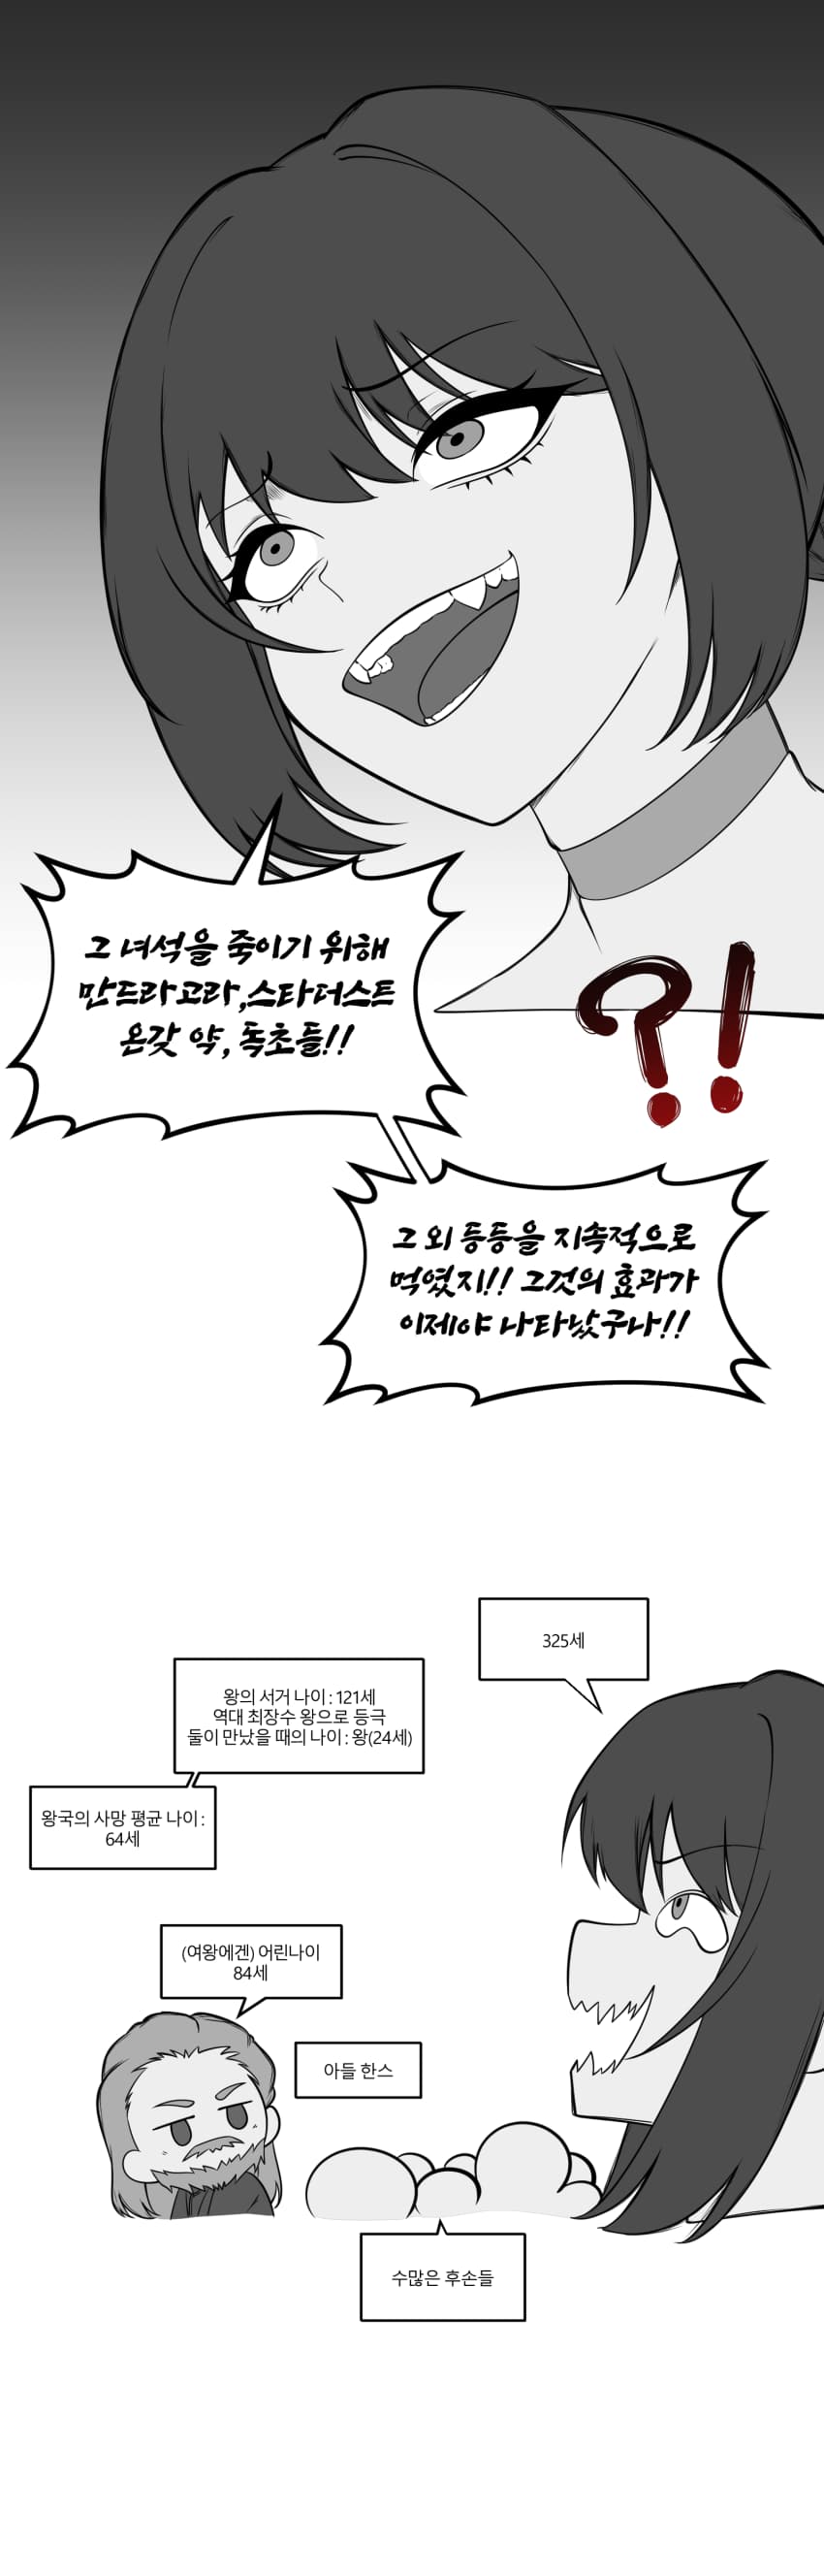 그 녀석을 죽이기 위해
만드라고라,스타더스트
온갖 약, 독초들!!
?!
그 외 등등을 지속적으로
먹였지!! 그것의 효과가
이제야 나타났구나!!
325세
왕의 서거 나이 : 121세
역대 최장수 왕으로 등극
둘이 만났을 때의 나이 : 왕(24세)
왕국의 사망 평균 나이 :
64세
(여왕에겐) 어린나이
84세
아들 한스
수많은 후손들